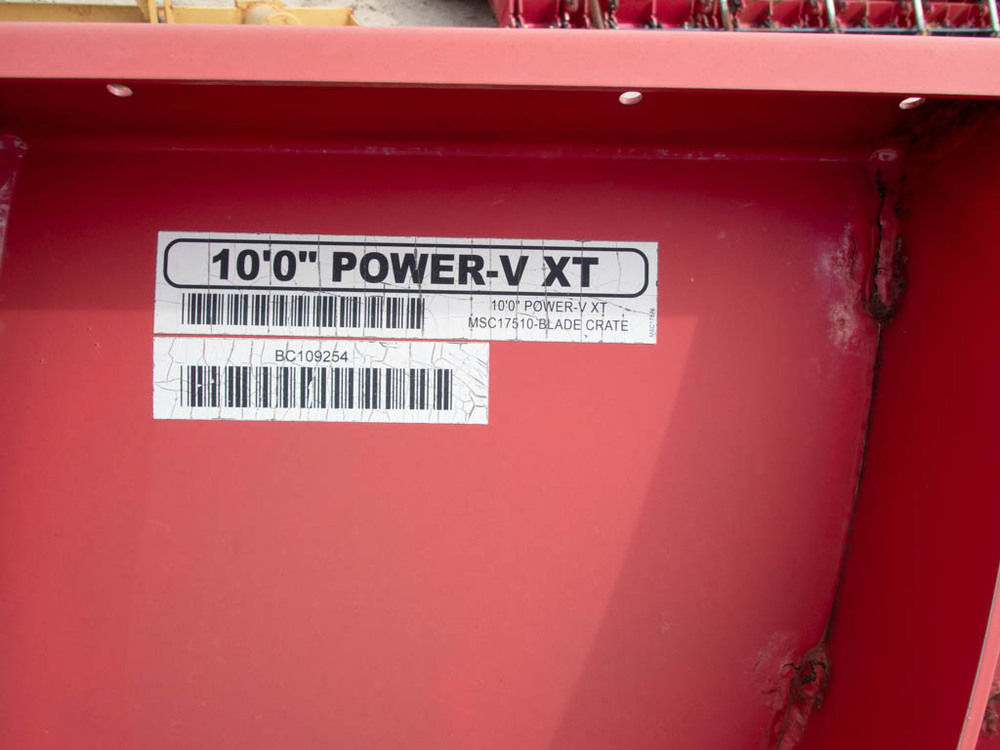 10'0" POWER-V XT
10'0" POWER-V XT
MSC17510-BLADE CRATE
BC109254